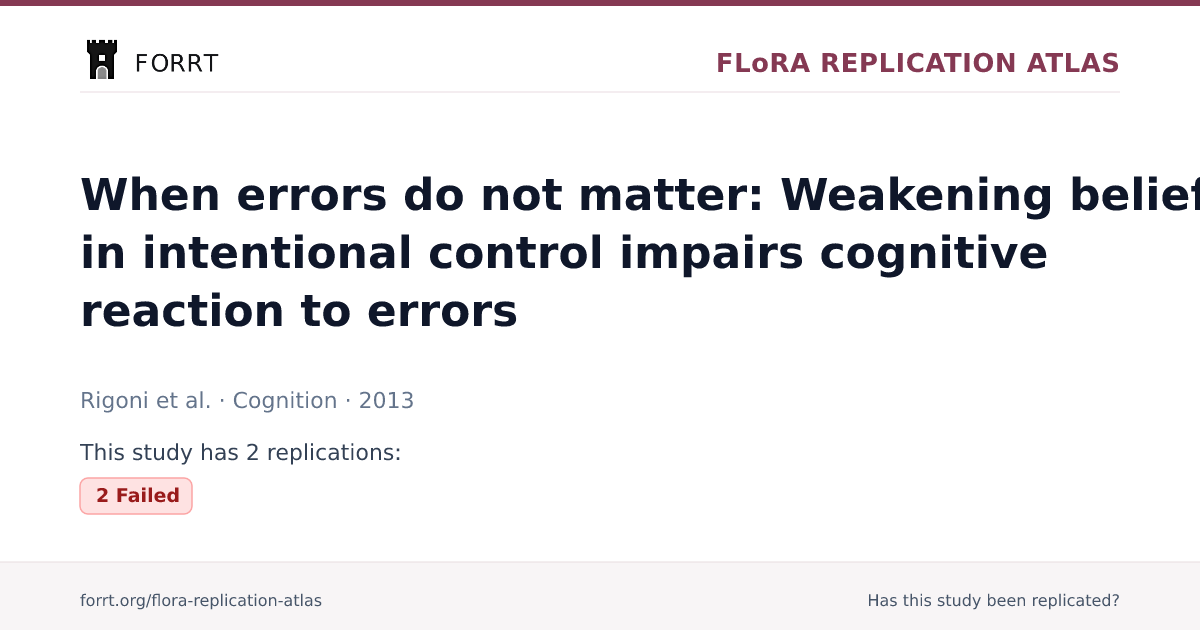 FORRT
FLoRA REPLICATION ATLAS
When errors do not matter: Weakening belief
in intentional control impairs cognitive
reaction to errors
Rigoni et al. · Cognition · 2013
This study has 2 replications:
2 Failed
forrt.org/flora-replication-atlas
Has this study been replicated?